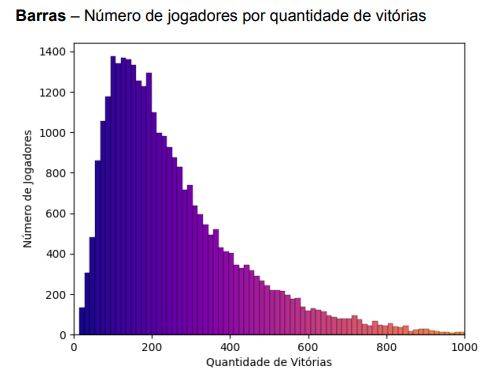 Barras – Número de jogadores por quantidade de vitórias
1400
1200
1000
800
600
400
200
0
Número de Jogadores
0 200 400 600 800 1000
Quantidade de Vitórias